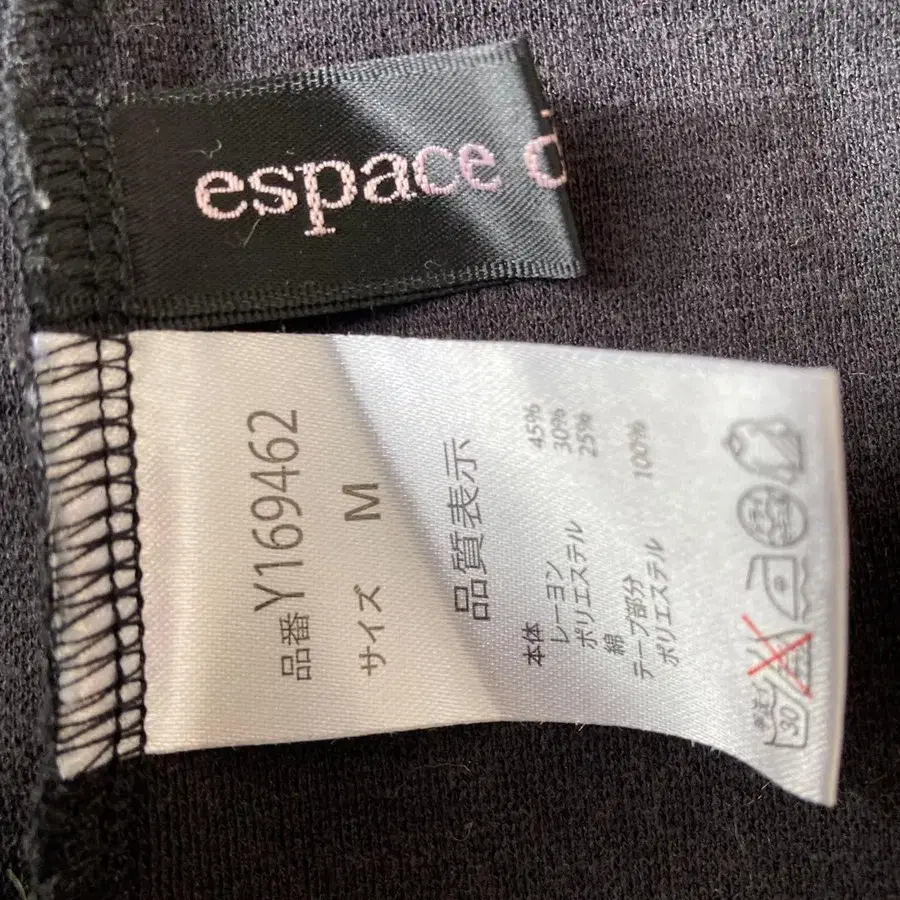 espace
品番 Y169462
サイズ M
品質表示
本体
レーヨン 45%
ポリエステル 30%
綿 25%
テープ部分
ポリエステル 100%
30